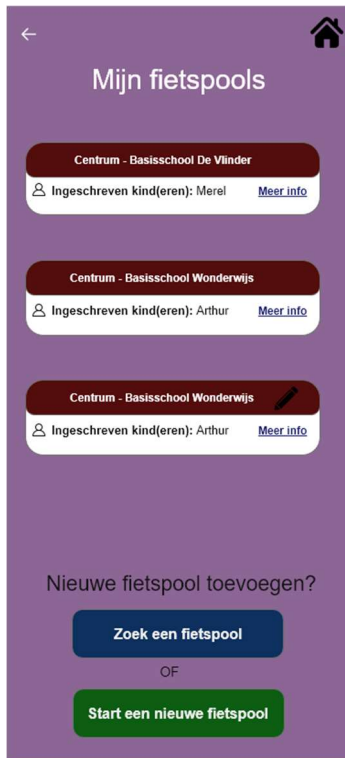 Mijn fietspools
Centrum - Basisschool De Vlinder
Ingeschreven kind(eren): Merel Meer info
Centrum - Basisschool Wonderwijs
Ingeschreven kind(eren): Arthur Meer info
Centrum - Basisschool Wonderwijs
Ingeschreven kind(eren): Arthur Meer info
Nieuwe fietspool toevoegen?
Zoek een fietspool
OF
Start een nieuwe fietspool